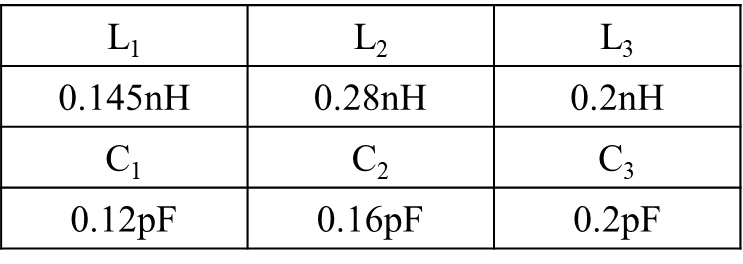 L₁ L₂ L₃
0.145nH 0.28nH 0.2nH
C₁ C₂ C₃
0.12pF 0.16pF 0.2pF